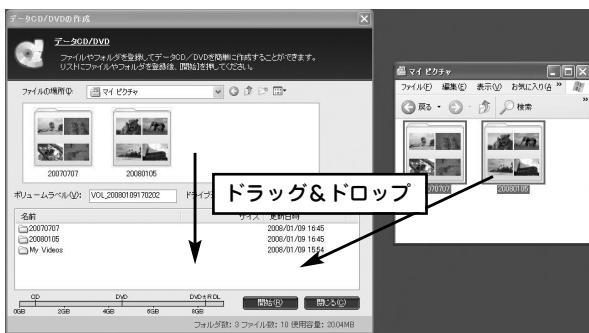 データCD/DVDの作成
データCD/DVD
ファイルやフォルダを登録してデータCD/DVDを簡単に作成することができます。
リストにファイルやフォルダを登録後、[開始]を押してください。
ファイルの場所(I): マイ ピクチャ
20070707 20080105
ボリュームラベル(V): VOL_20080109170202
ドラッグ&ドロップ
名前 サイズ 更新日時
20070707 2008/01/09 16:45
20080105 2008/01/09 16:45
My Videos 2008/01/09 15:54
CD DVD DVD±R DL
0GB 2GB 4GB 6GB 8GB
開始(R) 閉じる(C)
フォルダ数: 3 ファイル数: 10 使用容量: 20.04MB
マイ ピクチャ
ファイル(F) 編集(E) 表示(V) お気に入り(A) »
戻る 検索 »
20080105